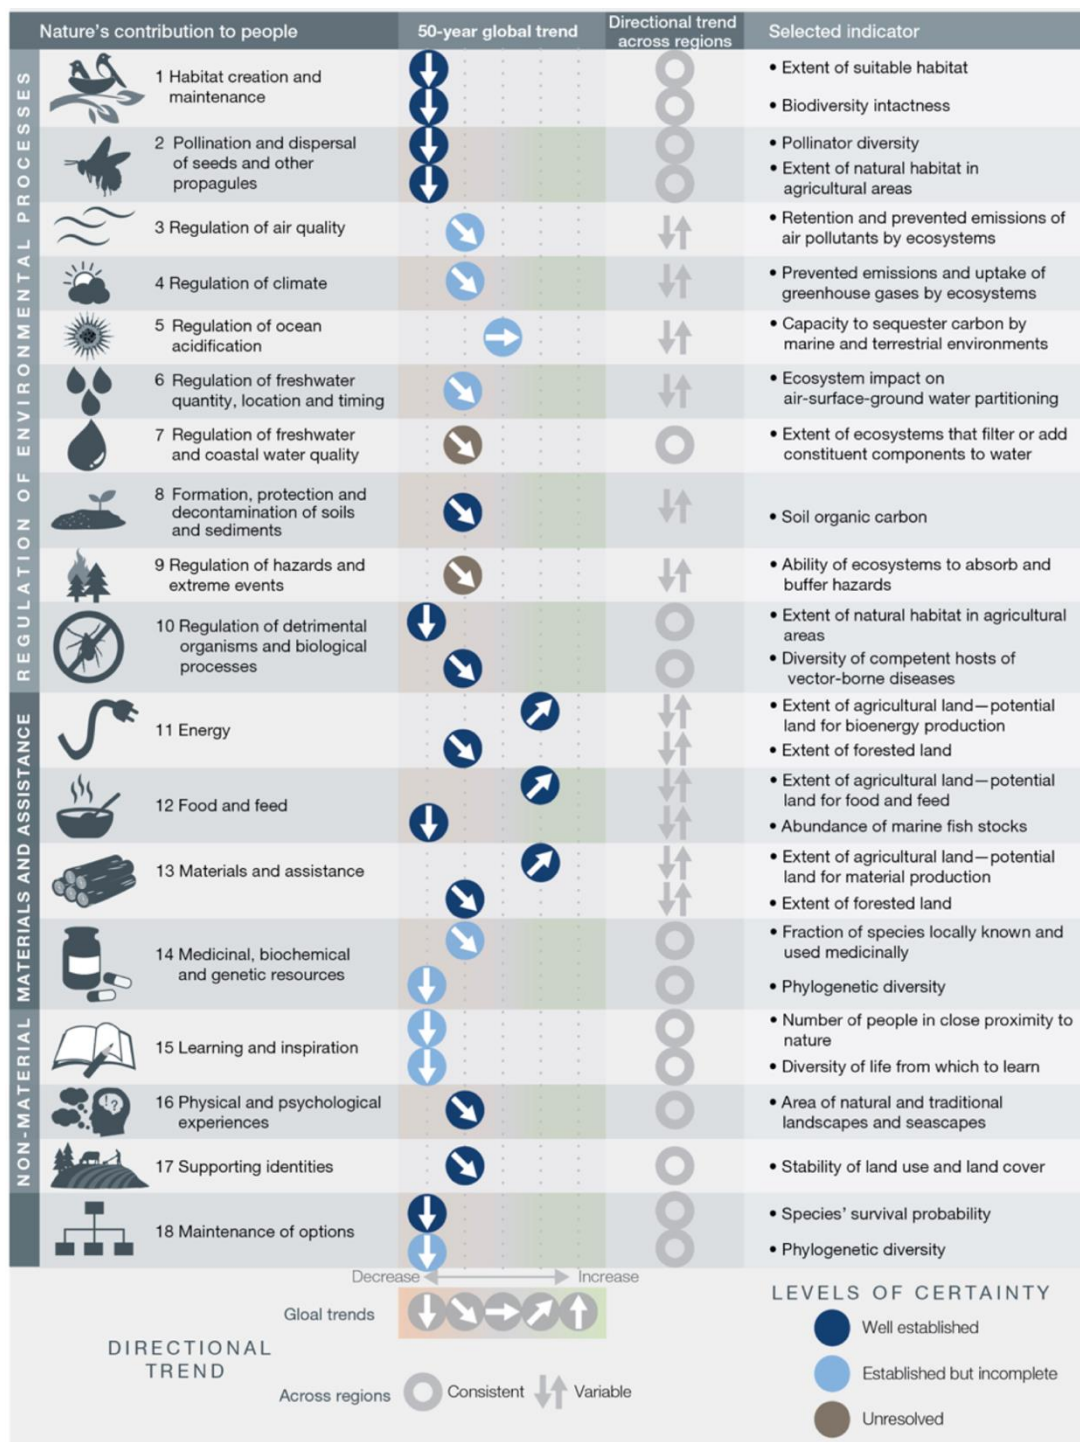 Nature's contribution to people
50-year global trend
Directional trend
across regions
Selected indicator
REGULATION OF ENVIRONMENTAL PROCESSES
1 Habitat creation and
maintenance
• Extent of suitable habitat
• Biodiversity intactness
2 Pollination and dispersal
of seeds and other
propagules
• Pollinator diversity
• Extent of natural habitat in
agricultural areas
3 Regulation of air quality
• Retention and prevented emissions of
air pollutants by ecosystems
4 Regulation of climate
• Prevented emissions and uptake of
greenhouse gases by ecosystems
5 Regulation of ocean
acidification
• Capacity to sequester carbon by
marine and terrestrial environments
6 Regulation of freshwater
quantity, location and timing
• Ecosystem impact on
air-surface-ground water partitioning
7 Regulation of freshwater
and coastal water quality
• Extent of ecosystems that filter or add
constituent components to water
8 Formation, protection and
decontamination of soils
and sediments
• Soil organic carbon
9 Regulation of hazards and
extreme events
• Ability of ecosystems to absorb and
buffer hazards
10 Regulation of detrimental
organisms and biological
processes
• Extent of natural habitat in agricultural
areas
• Diversity of competent hosts of
vector-borne diseases
MATERIALS AND ASSISTANCE
11 Energy
• Extent of agricultural land—potential
land for bioenergy production
• Extent of forested land
12 Food and feed
• Extent of agricultural land—potential
land for food and feed
• Abundance of marine fish stocks
13 Materials and assistance
• Extent of agricultural land—potential
land for material production
• Extent of forested land
14 Medicinal, biochemical
and genetic resources
• Fraction of species locally known and
used medicinally
• Phylogenetic diversity
NON-MATERIAL
15 Learning and inspiration
• Number of people in close proximity to
nature
• Diversity of life from which to learn
16 Physical and psychological
experiences
!?
• Area of natural and traditional
landscapes and seascapes
17 Supporting identities
• Stability of land use and land cover
18 Maintenance of options
• Species' survival probability
• Phylogenetic diversity
Decrease
Increase
Gloal trends
DIRECTIONAL
TREND
Across regions
Consistent
Variable
LEVELS OF CERTAINTY
Well established
Established but incomplete
Unresolved